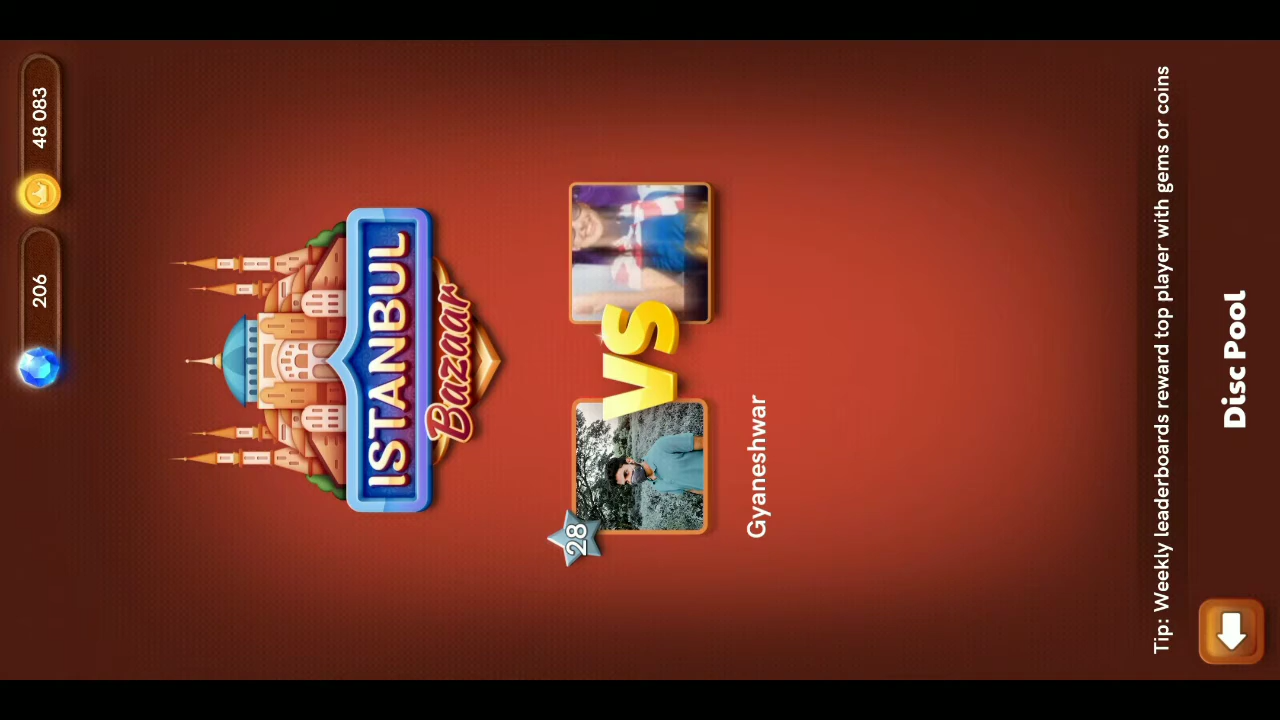 48 083
206
ISTANBUL
Bazaar
VS
28
Gyaneshwar
Tip: Weekly leaderboards reward top player with gems or coins
Disc Pool